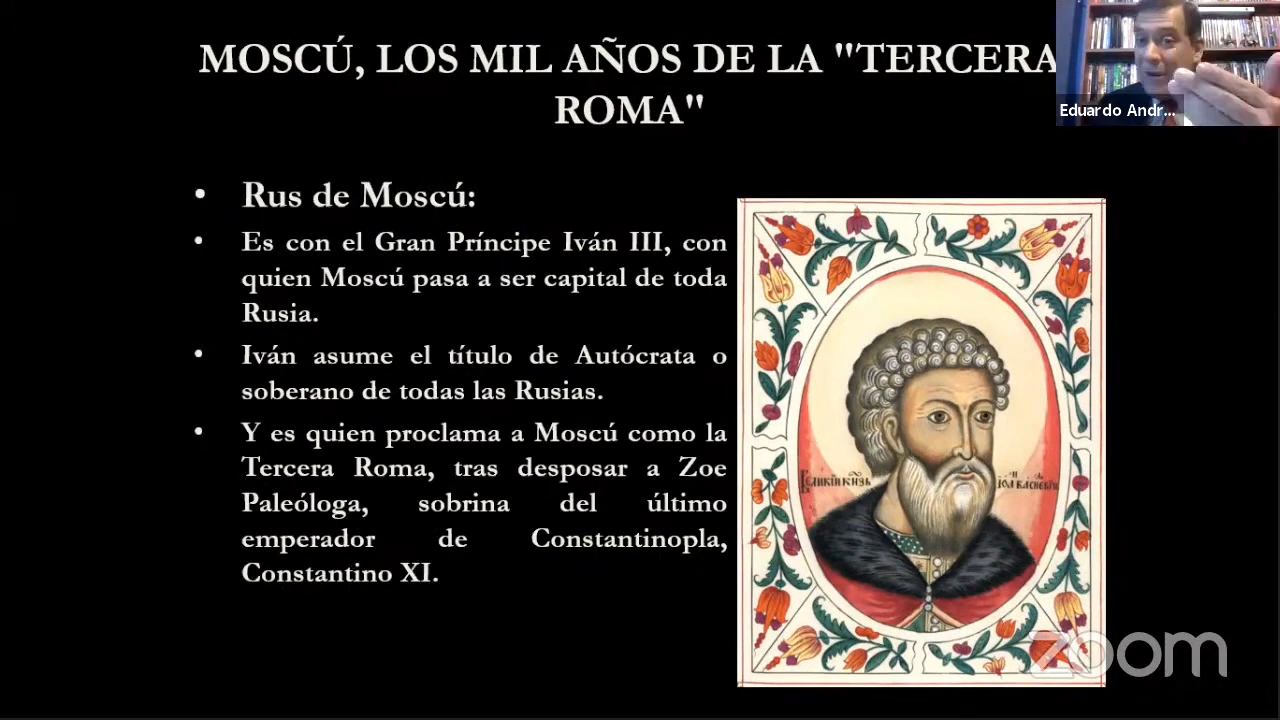 MOSCÚ, LOS MIL AÑOS DE LA "TERCERA
ROMA"
Eduardo Andr...
• Rus de Moscú:
• Es con el Gran Príncipe Iván III, con
quien Moscú pasa a ser capital de toda
Rusia.
• Iván asume el título de Autócrata o
soberano de todas las Rusias.
• Y es quien proclama a Moscú como la
Tercera Roma, tras desposar a Zoe
Paleóloga, sobrina del último
emperador de Constantinopla,
Constantino XI.
zoom